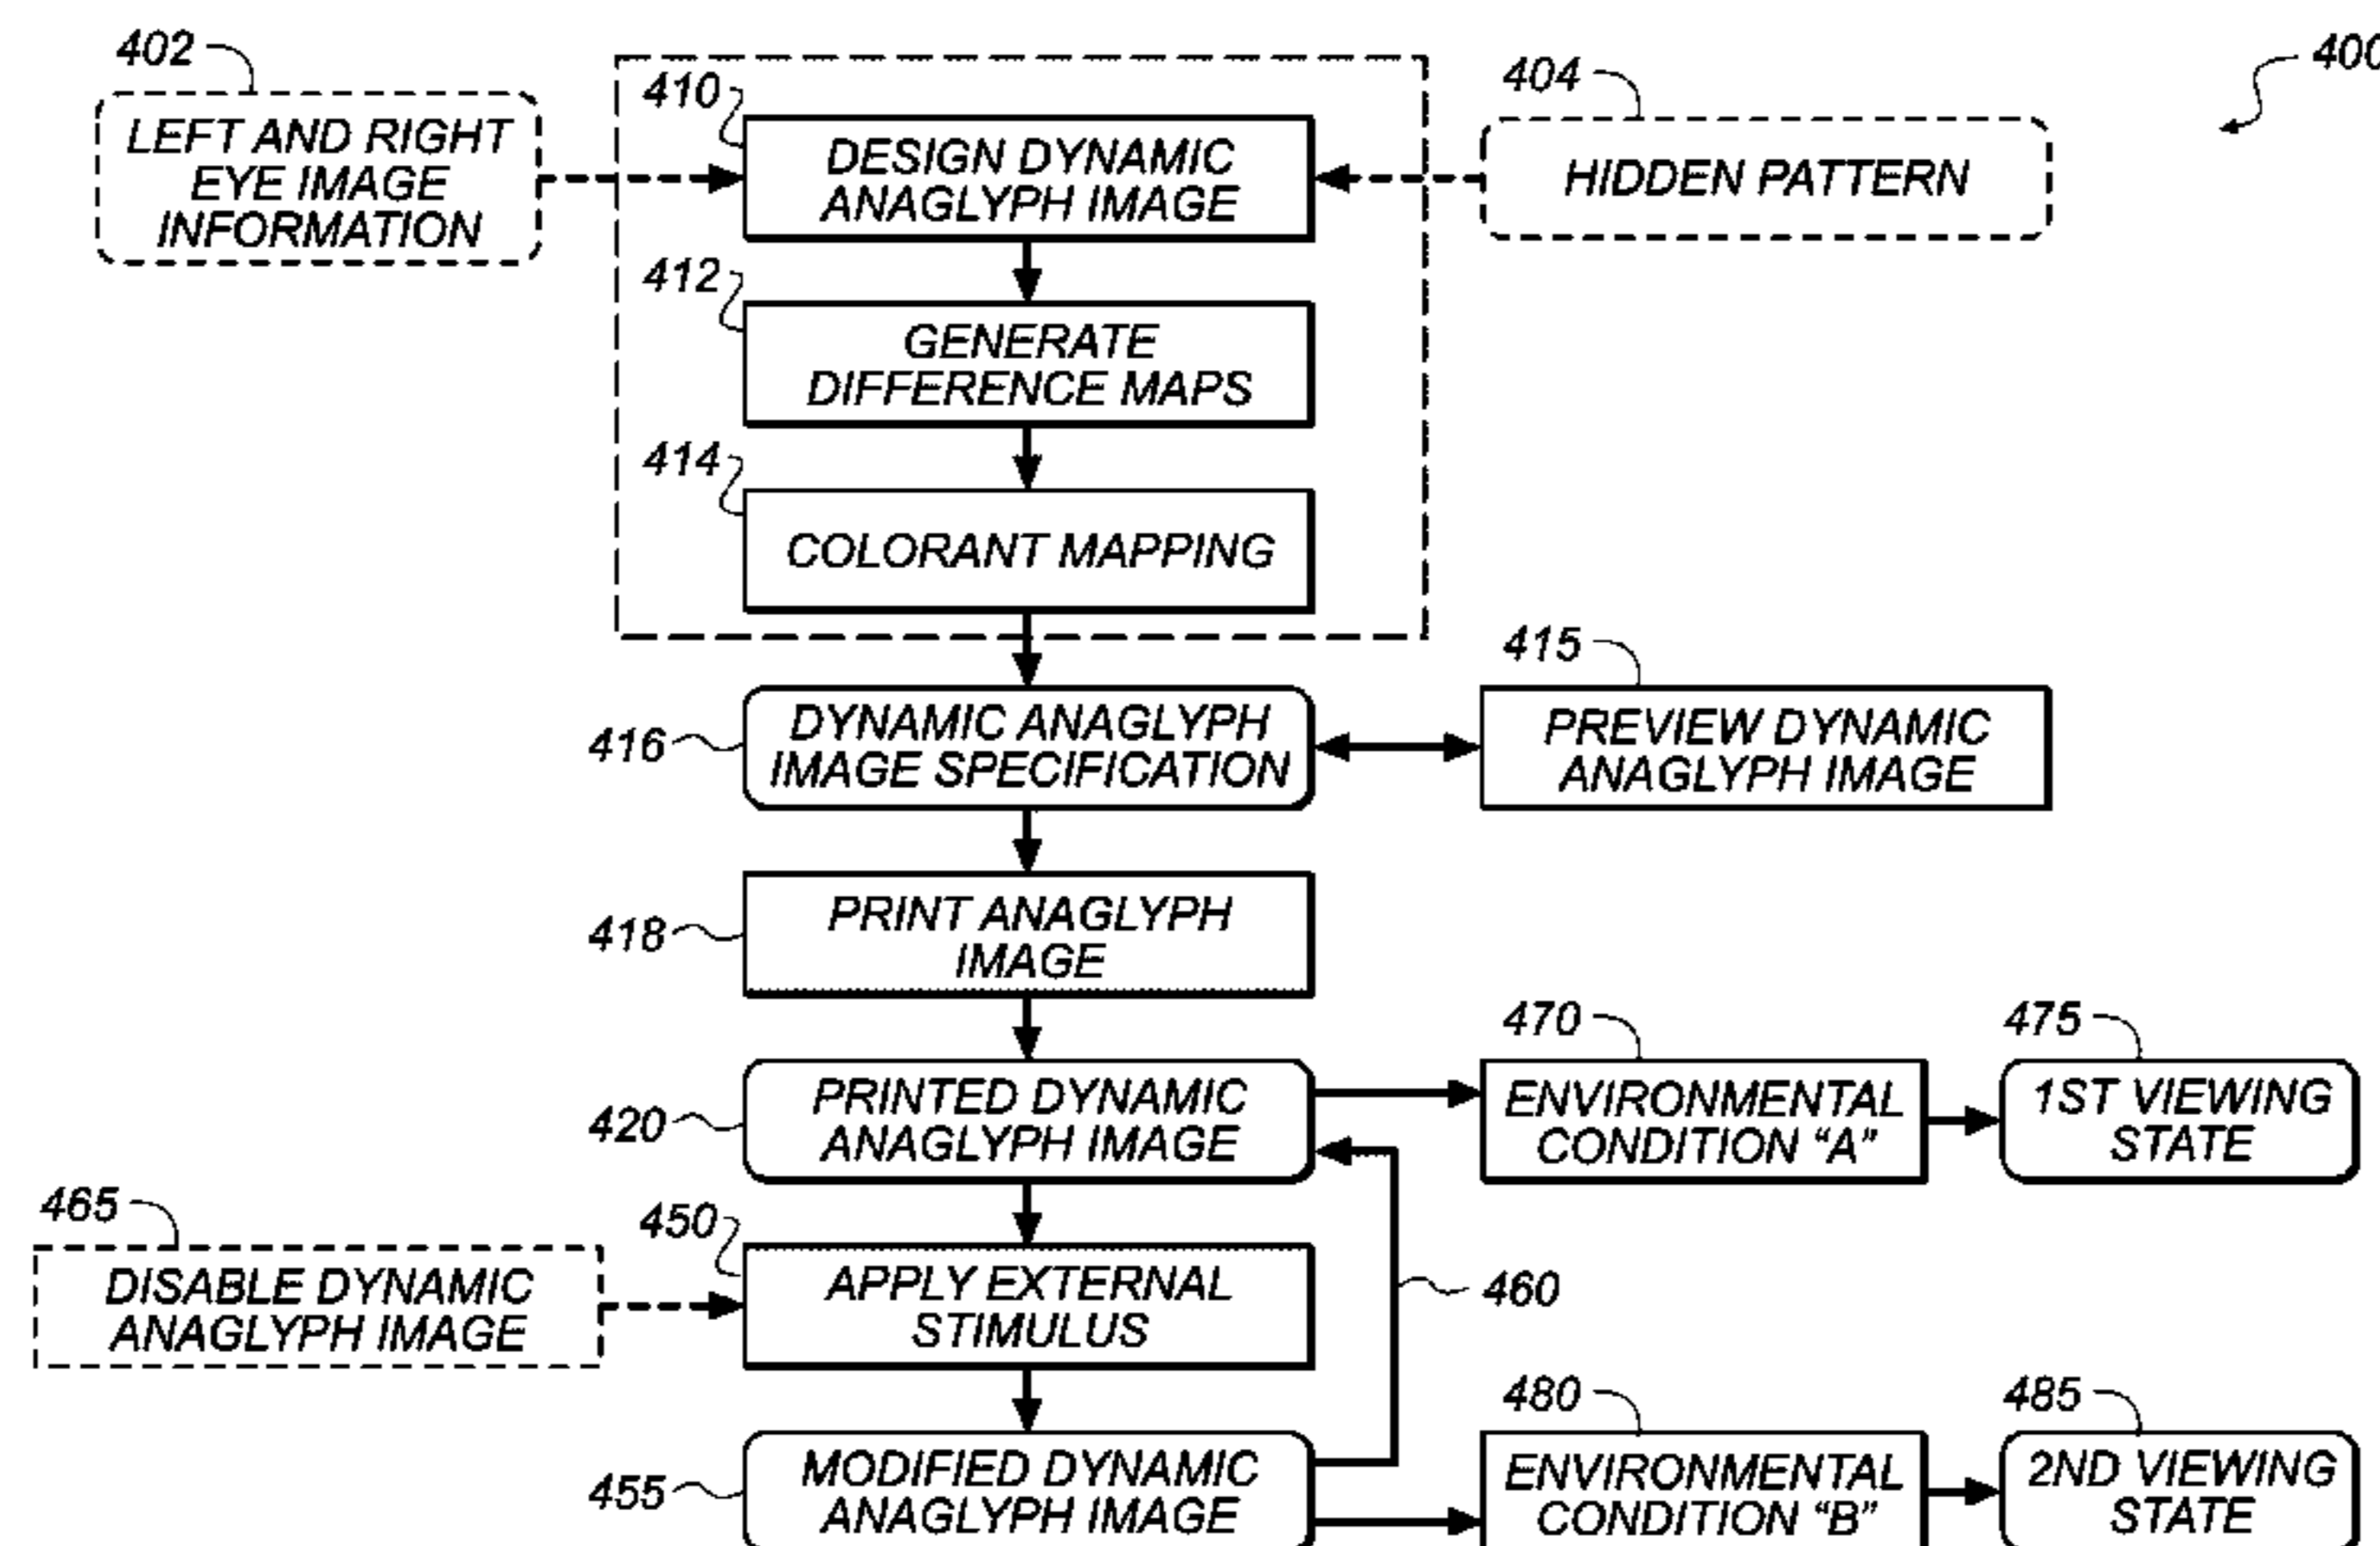 402
LEFT AND RIGHT
EYE IMAGE
INFORMATION
410
DESIGN DYNAMIC
ANAGLYPH IMAGE
404
HIDDEN PATTERN
400
412
GENERATE
DIFFERENCE MAPS
414
COLORANT MAPPING
416
DYNAMIC ANAGLYPH
IMAGE SPECIFICATION
415
PREVIEW DYNAMIC
ANAGLYPH IMAGE
418
PRINT ANAGLYPH
IMAGE
420
PRINTED DYNAMIC
ANAGLYPH IMAGE
470
ENVIRONMENTAL
CONDITION “A”
475
1ST VIEWING
STATE
465
DISABLE DYNAMIC
ANAGLYPH IMAGE
450
APPLY EXTERNAL
STIMULUS
460
455
MODIFIED DYNAMIC
ANAGLYPH IMAGE
480
ENVIRONMENTAL
CONDITION “B”
485
2ND VIEWING
STATE